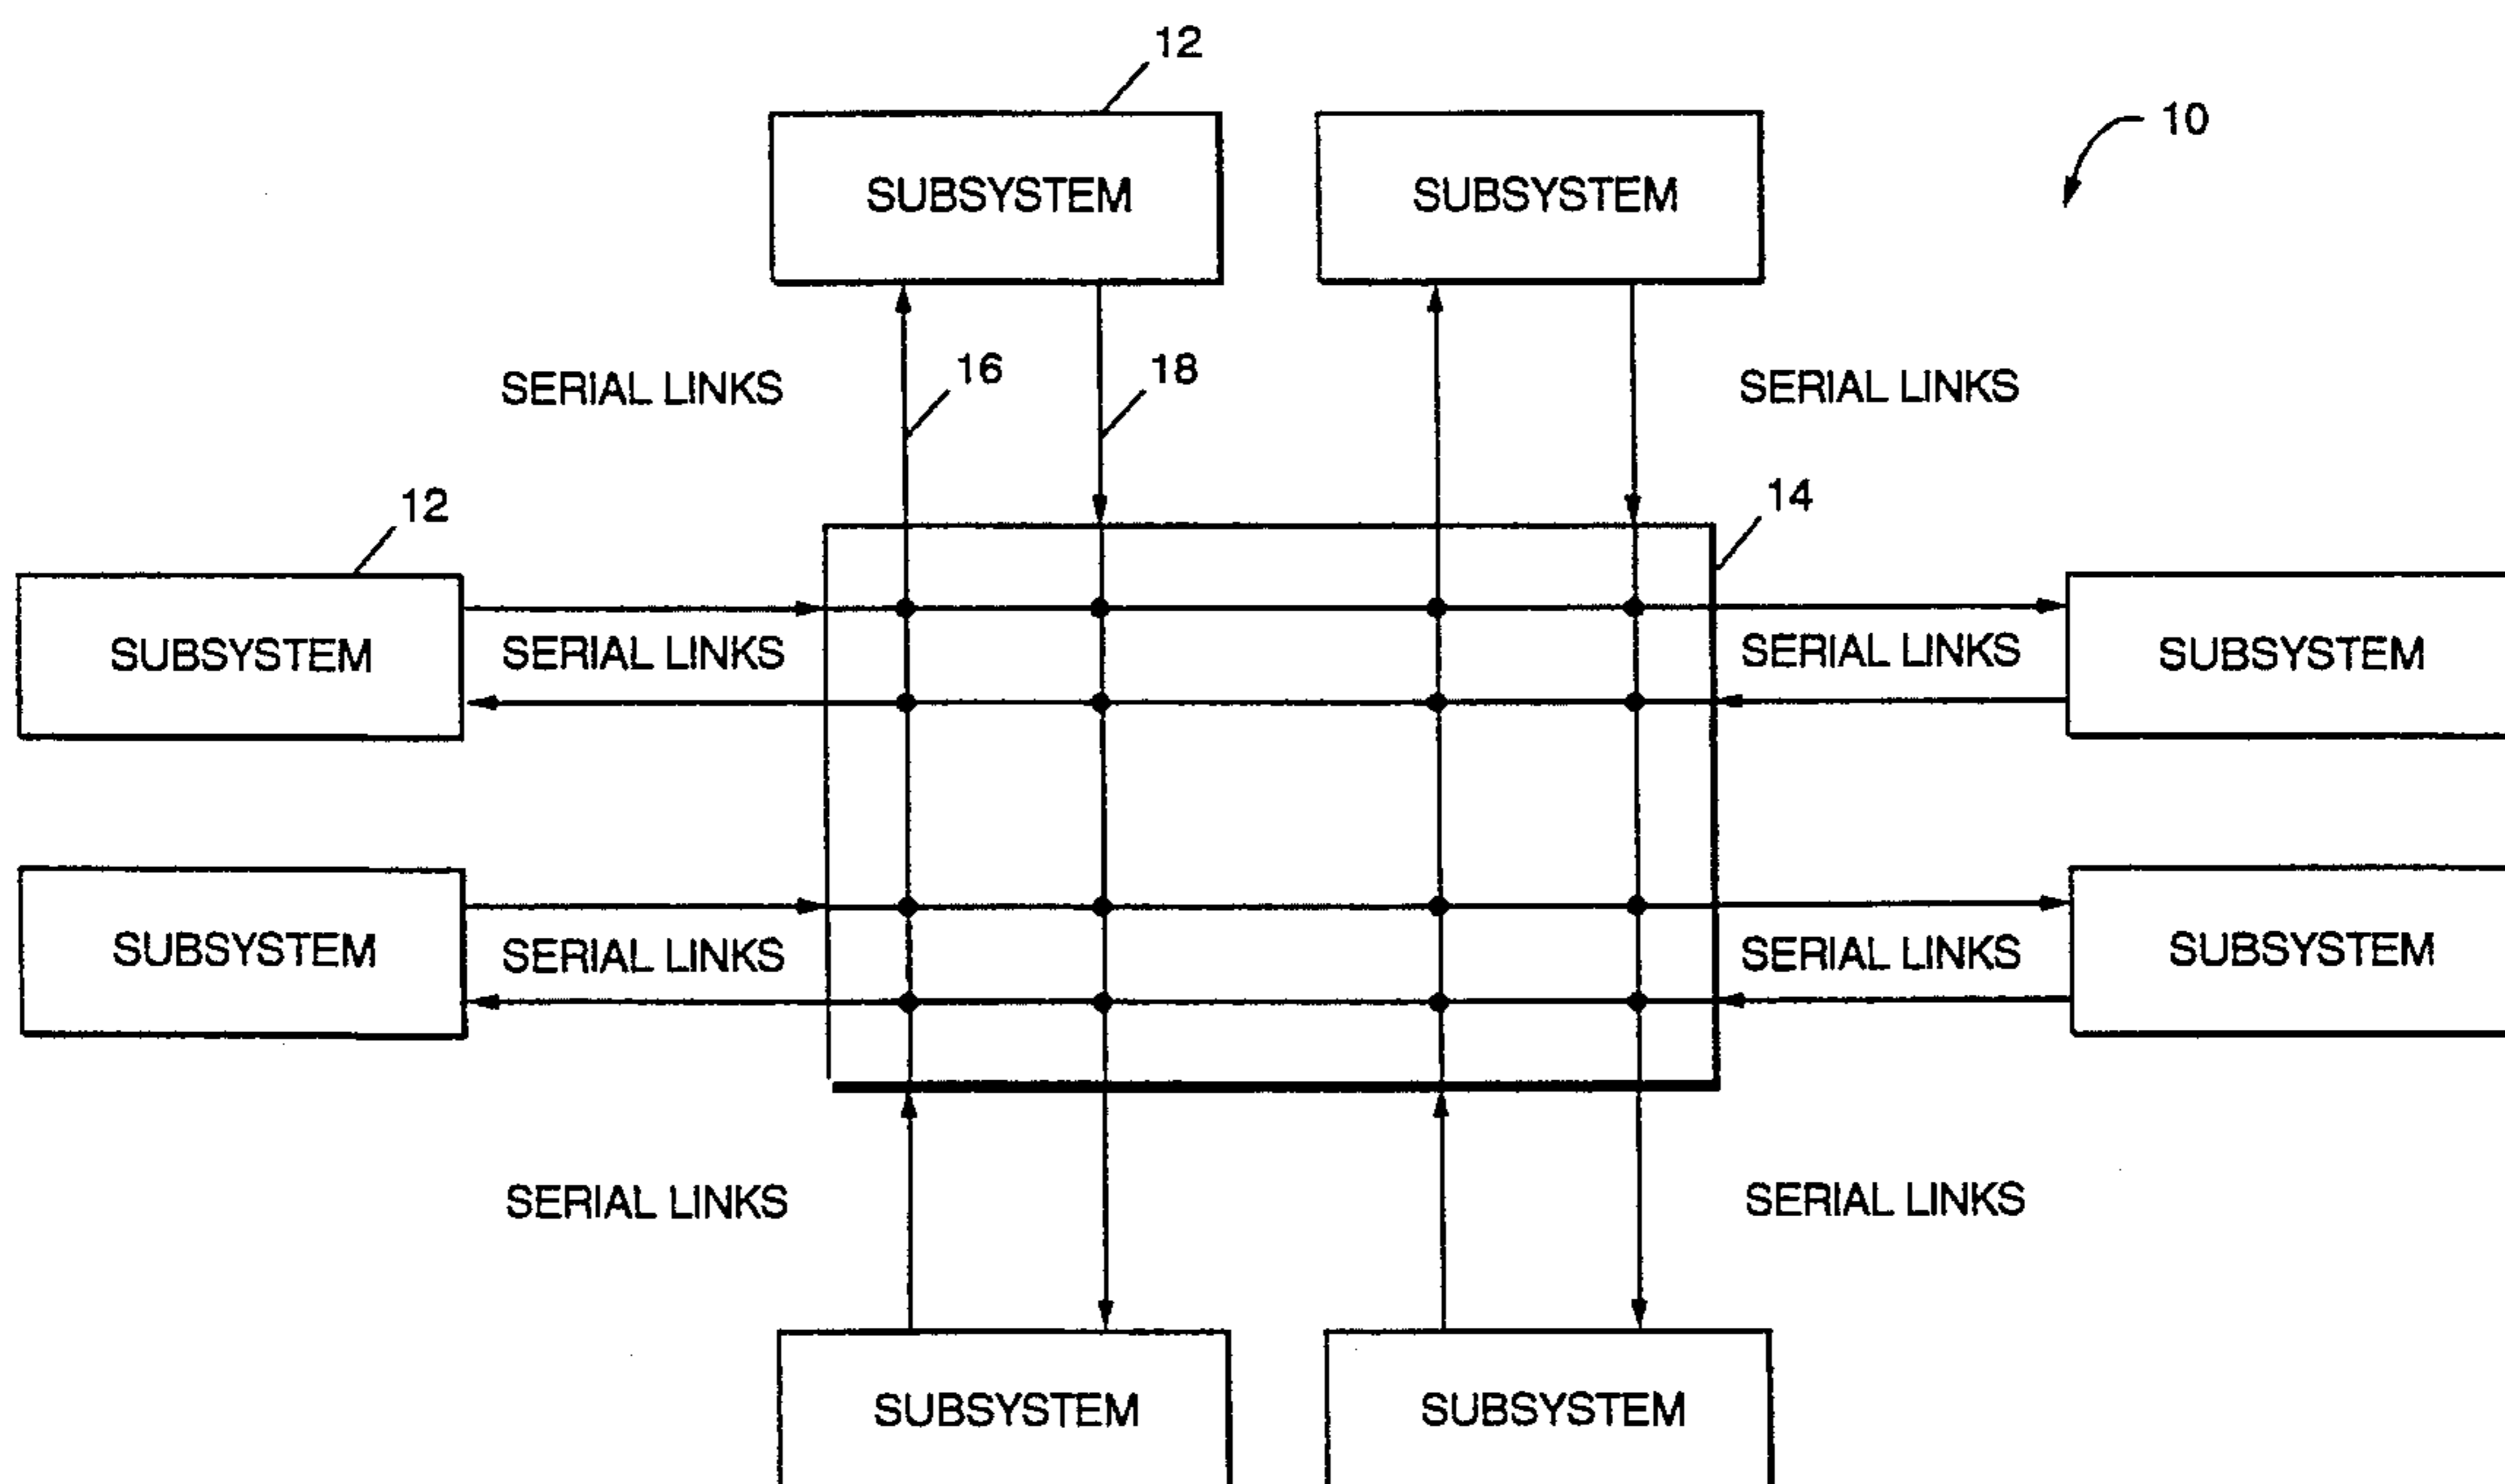 12
10
SUBSYSTEM SUBSYSTEM
16 18
SERIAL LINKS SERIAL LINKS
14
12
SUBSYSTEM SERIAL LINKS SERIAL LINKS SUBSYSTEM
SUBSYSTEM SERIAL LINKS SERIAL LINKS SUBSYSTEM
SERIAL LINKS SERIAL LINKS
SUBSYSTEM SUBSYSTEM